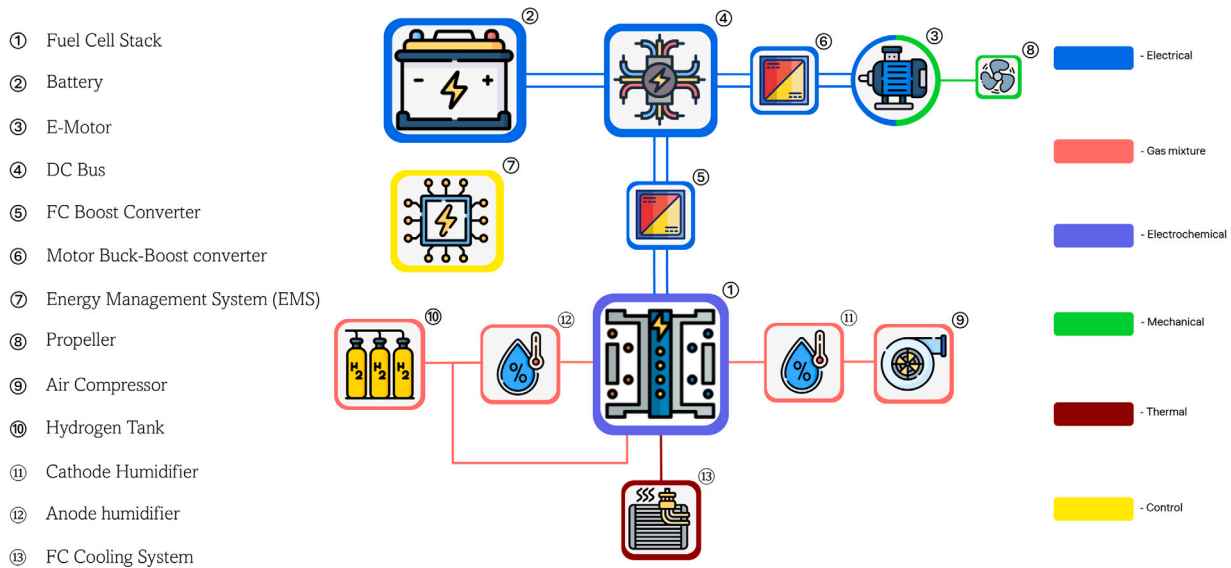 ① Fuel Cell Stack
② Battery
③ E-Motor
④ DC Bus
⑤ FC Boost Converter
⑥ Motor Buck-Boost converter
⑦ Energy Management System (EMS)
⑧ Propeller
⑨ Air Compressor
⑩ Hydrogen Tank
⑪ Cathode Humidifier
⑫ Anode humidifier
⑬ FC Cooling System
②
④
⑥
③
⑧
- +
⑦
⑤
①
⑩
H2 H2 H2
⑫
%
⑪
%
⑨
⑬
- Electrical
- Gas mixture
- Electrochemical
- Mechanical
- Thermal
- Control